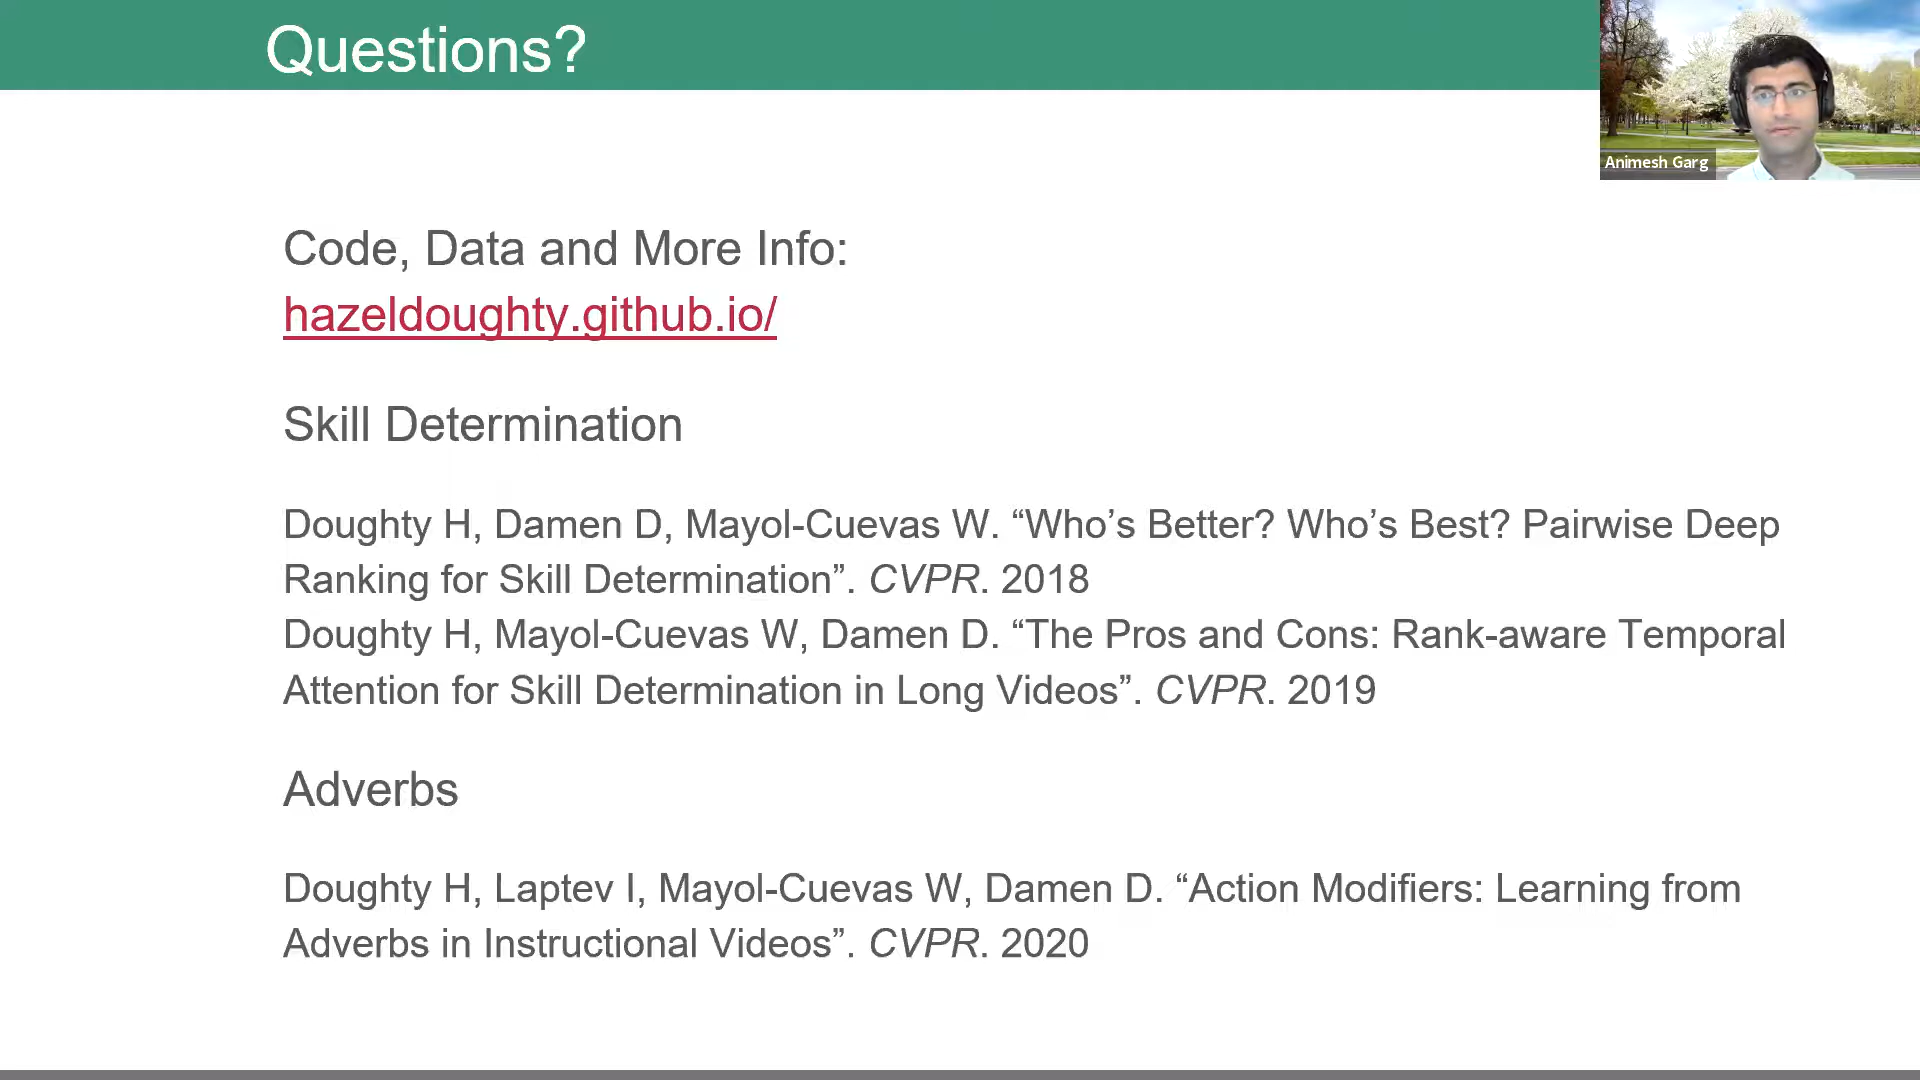 Questions?
Animesh Garg
Code, Data and More Info:
hazeldoughty.github.io/
Skill Determination
Doughty H, Damen D, Mayol-Cuevas W. “Who’s Better? Who’s Best? Pairwise Deep
Ranking for Skill Determination”. CVPR. 2018
Doughty H, Mayol-Cuevas W, Damen D. “The Pros and Cons: Rank-aware Temporal
Attention for Skill Determination in Long Videos”. CVPR. 2019
Adverbs
Doughty H, Laptev I, Mayol-Cuevas W, Damen D. “Action Modifiers: Learning from
Adverbs in Instructional Videos”. CVPR. 2020